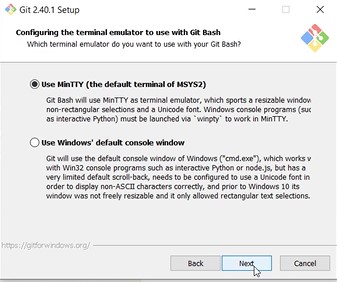 Git 2.40.1 Setup
Configuring the terminal emulator to use with Git Bash
Which terminal emulator do you want to use with your Git Bash?
Use MinTTY (the default terminal of MSYS2)
Git Bash will use MinTTY as terminal emulator, which sports a resizable window,
non-rectangular selections and a Unicode font. Windows console programs (suc
as interactive Python) must be launched via `winpty` to work in MinTTY.
Use Windows' default console window
Git will use the default console window of Windows ("cmd.exe"), which works w
with Win32 console programs such as interactive Python or node.js, but has a
very limited default scroll-back, needs to be configured to use a Unicode font in
order to display non-ASCII characters correctly, and prior to Windows 10 its
window was not freely resizable and it only allowed rectangular text selections.
https://gitforwindows.org/
Back
Next
Cancel